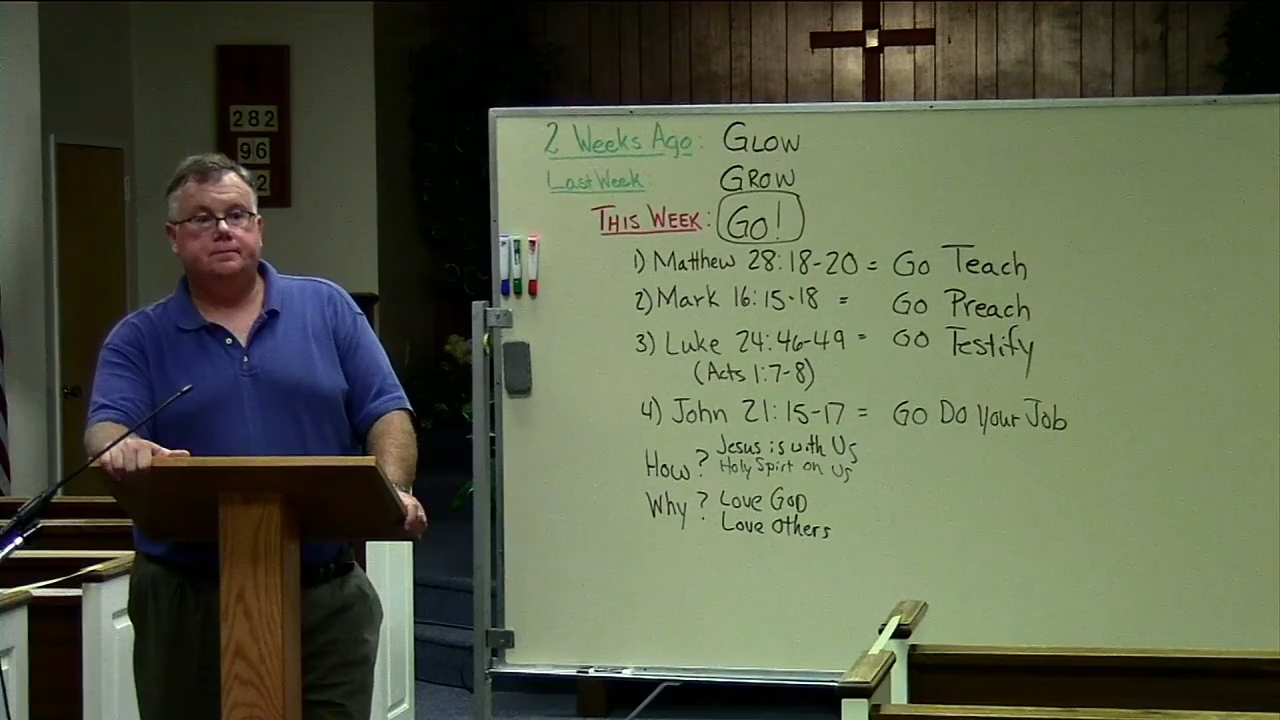 282
96
2 Weeks Ago: GLOW
Last Week: GROW
THIS WEEK: GO!
1) Matthew 28:18-20 = Go Teach
2) Mark 16:15-18 = Go Preach
3) Luke 24:46-49 = Go Testify
(Acts 1:7-8)
4) John 21:15-17 = Go Do Your Job
How? Jesus is with Us
Holy Spirt on Us
Why? Love God
Love Others